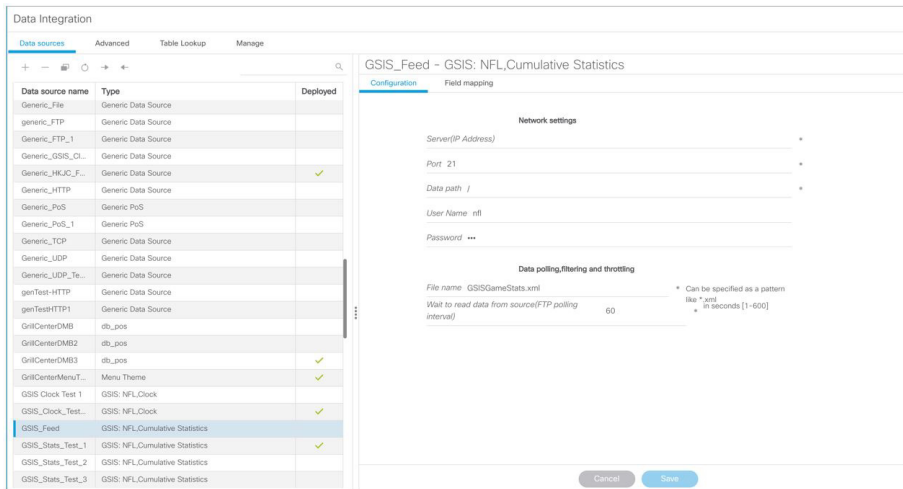 Data Integration
Data sources Advanced Table Lookup Manage
Data source name Type Deployed
Generic_File Generic Data Source
generic_FTP Generic Data Source
Generic_FTP_1 Generic Data Source
Generic_GSIS_Cl... Generic Data Source
Generic_HKJC_F... Generic Data Source
Generic_HTTP Generic Data Source
Generic_PoS Generic PoS
Generic_PoS_1 Generic PoS
Generic_TCP Generic Data Source
Generic_UDP Generic Data Source
Generic_UDP_Te... Generic Data Source
genTest-HTTP Generic Data Source
genTestHTTP1 Generic Data Source
GrillCenterDMB db_pos
GrillCenterDMB2 db_pos
GrillCenterDMB3 db_pos
GrillCenterMenuT... Menu Theme
GSIS Clock Test 1 GSIS: NFL,Clock
GSIS_Clock_Test... GSIS: NFL,Clock
GSIS_Feed GSIS: NFL,Cumulative Statistics
GSIS_Stats_Test_1 GSIS: NFL,Cumulative Statistics
GSIS_Stats_Test_2 GSIS: NFL,Cumulative Statistics
GSIS_Stats_Test_3 GSIS: NFL,Cumulative Statistics
GSIS_Feed - GSIS: NFL,Cumulative Statistics
Configuration Field mapping
Network settings
Server(IP Address) *
Port 21 *
Data path / *
User Name nfl
Password •••
Data polling,filtering and throttling
File name GSISGameStats.xml * Can be specified as a pattern
like *.xml
Wait to read data from source(FTP polling
interval) 60 * in seconds [1-600]
Cancel Save